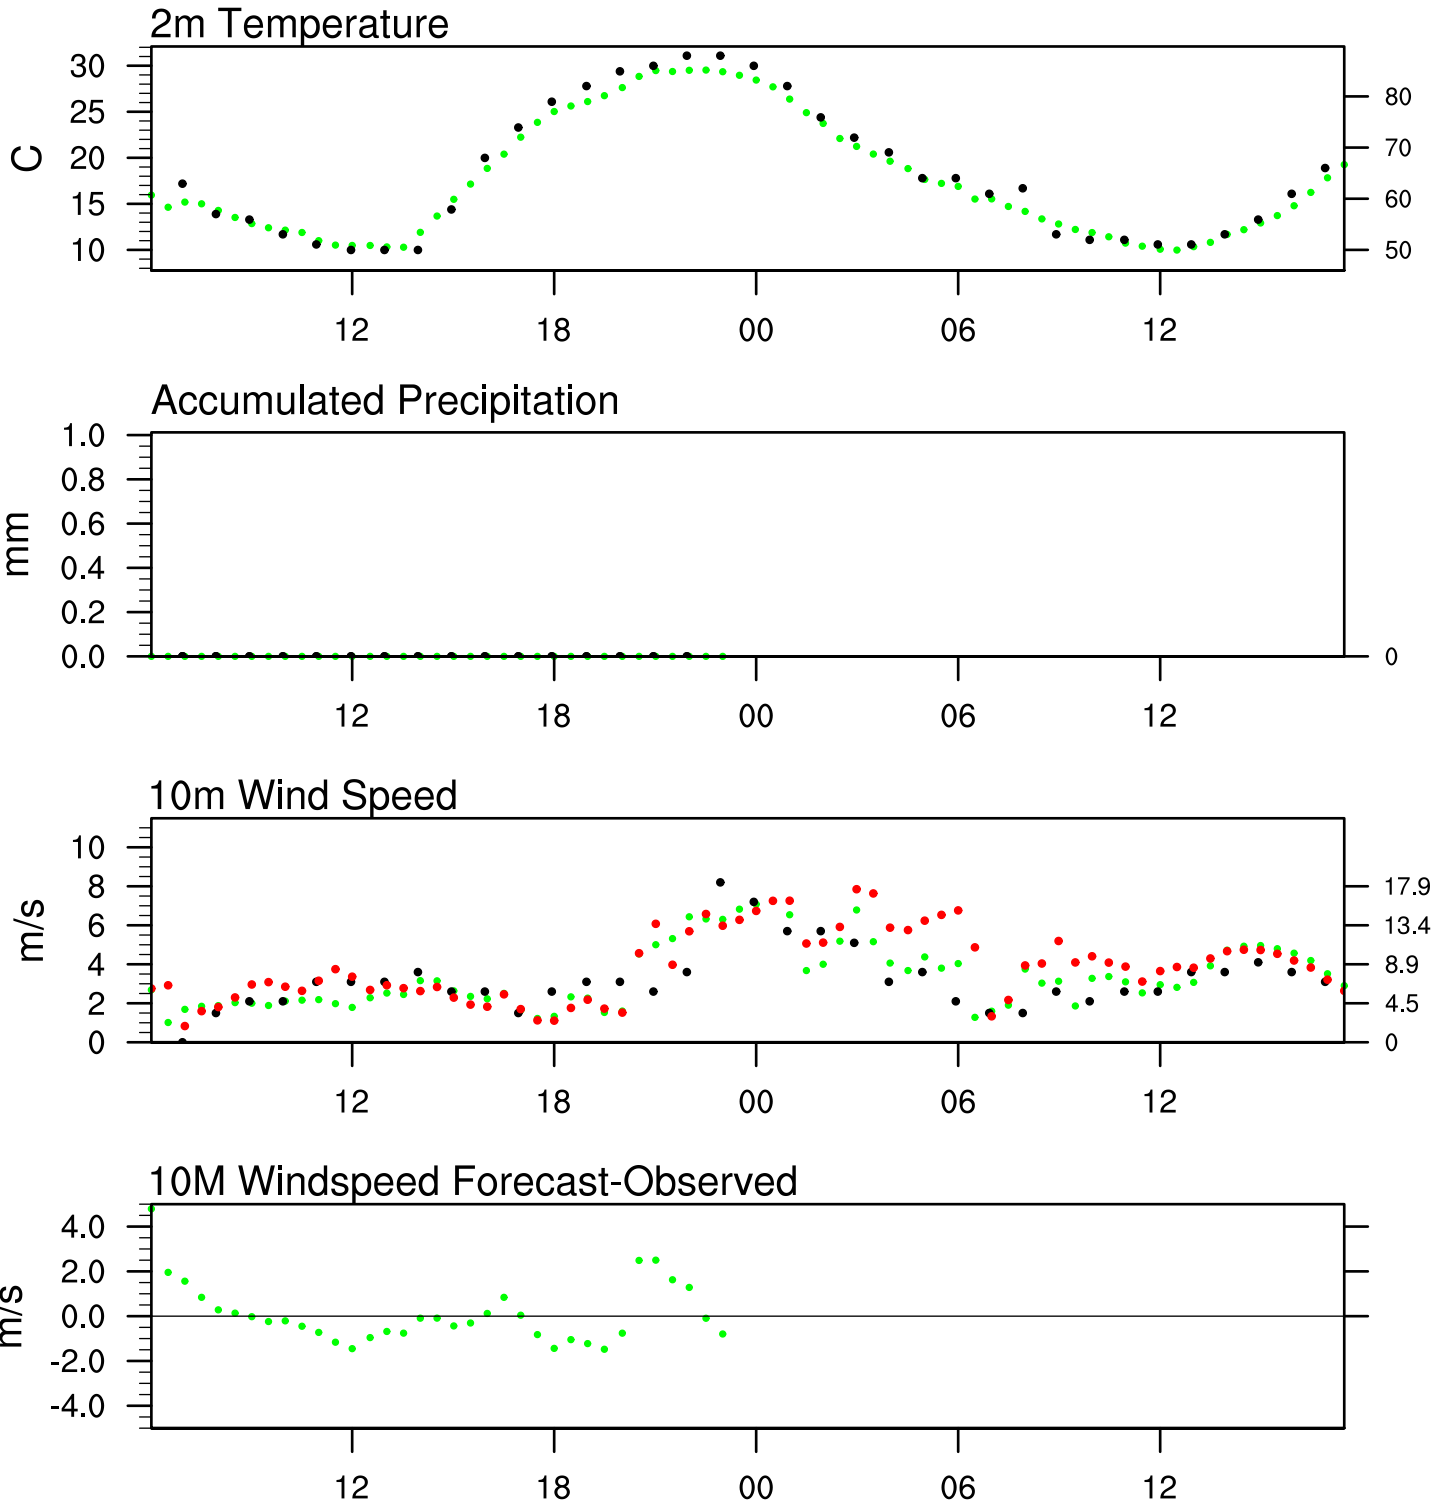 2m Temperature
30
25
20
15
10
C
80
70
60
50
12 18 00 06 12
Accumulated Precipitation
1.0
0.8
0.6
0.4
0.2
0.0
mm
0
12 18 00 06 12
10m Wind Speed
10
8
6
4
2
0
m/s
17.9
13.4
8.9
4.5
0
12 18 00 06 12
10M Windspeed Forecast-Observed
4.0
2.0
0.0
-2.0
-4.0
m/s
12 18 00 06 12